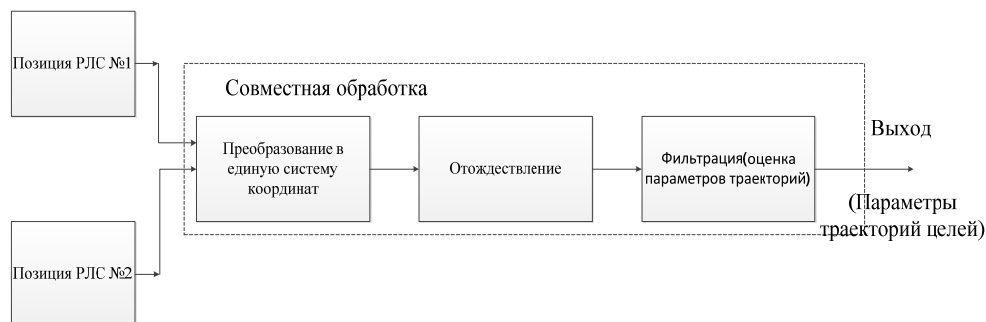 Позиция РЛС №1
Совместная обработка
Преобразование в
единую систему
координат
Отождествление
Фильтрация(оценка
параметров траекторий)
Выход
(Параметры
траекторий целей)
Позиция РЛС №2